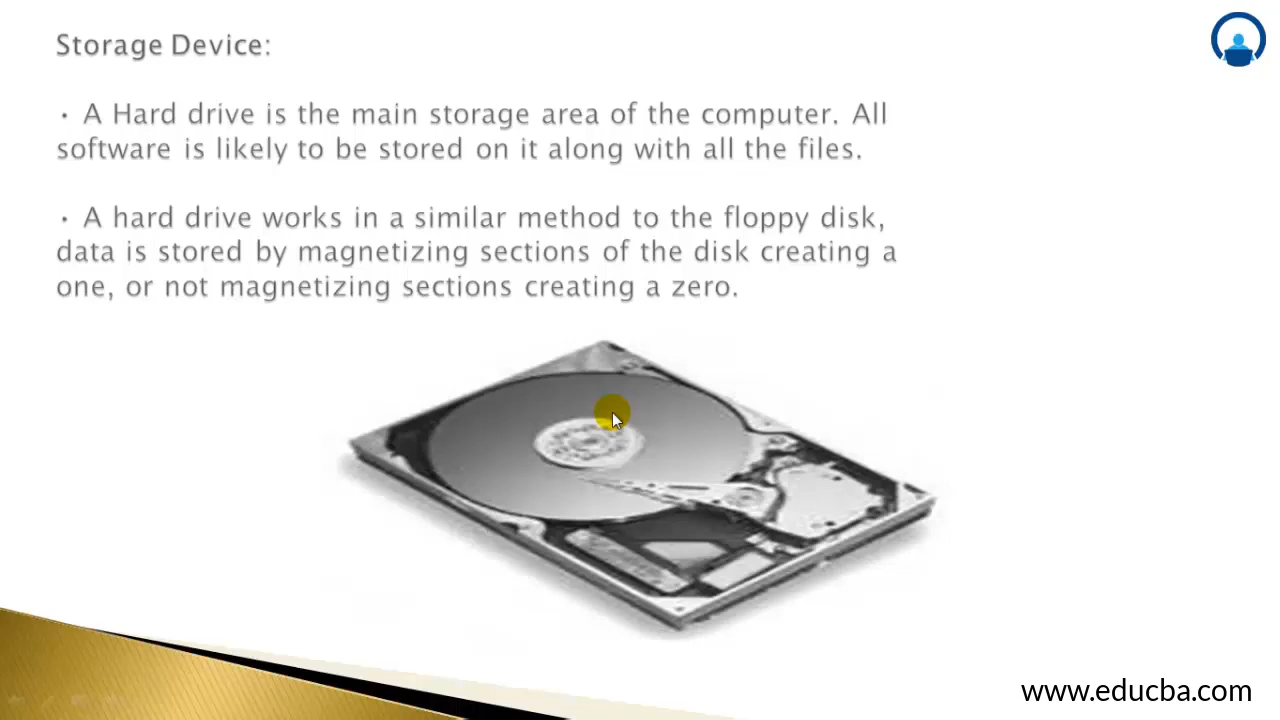 Storage Device:
• A Hard drive is the main storage area of the computer. All
software is likely to be stored on it along with all the files.
• A hard drive works in a similar method to the floppy disk,
data is stored by magnetizing sections of the disk creating a
one, or not magnetizing sections creating a zero.
www.educba.com